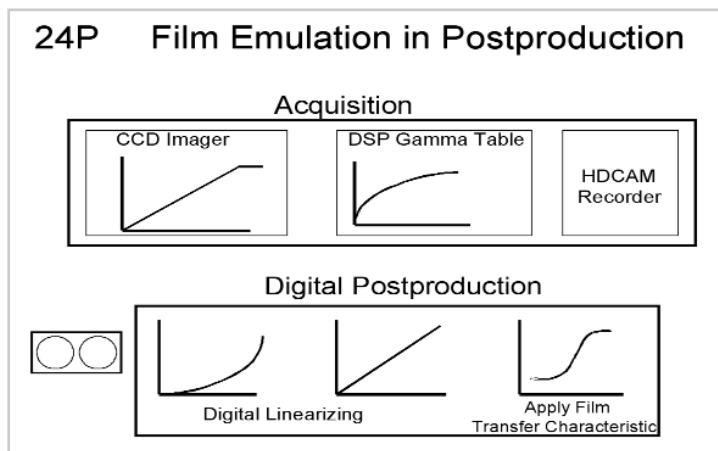 24P Film Emulation in Postproduction
Acquisition
CCD Imager
DSP Gamma Table
HDCAM
Recorder
Digital Postproduction
Digital Linearizing
Apply Film
Transfer Characteristic